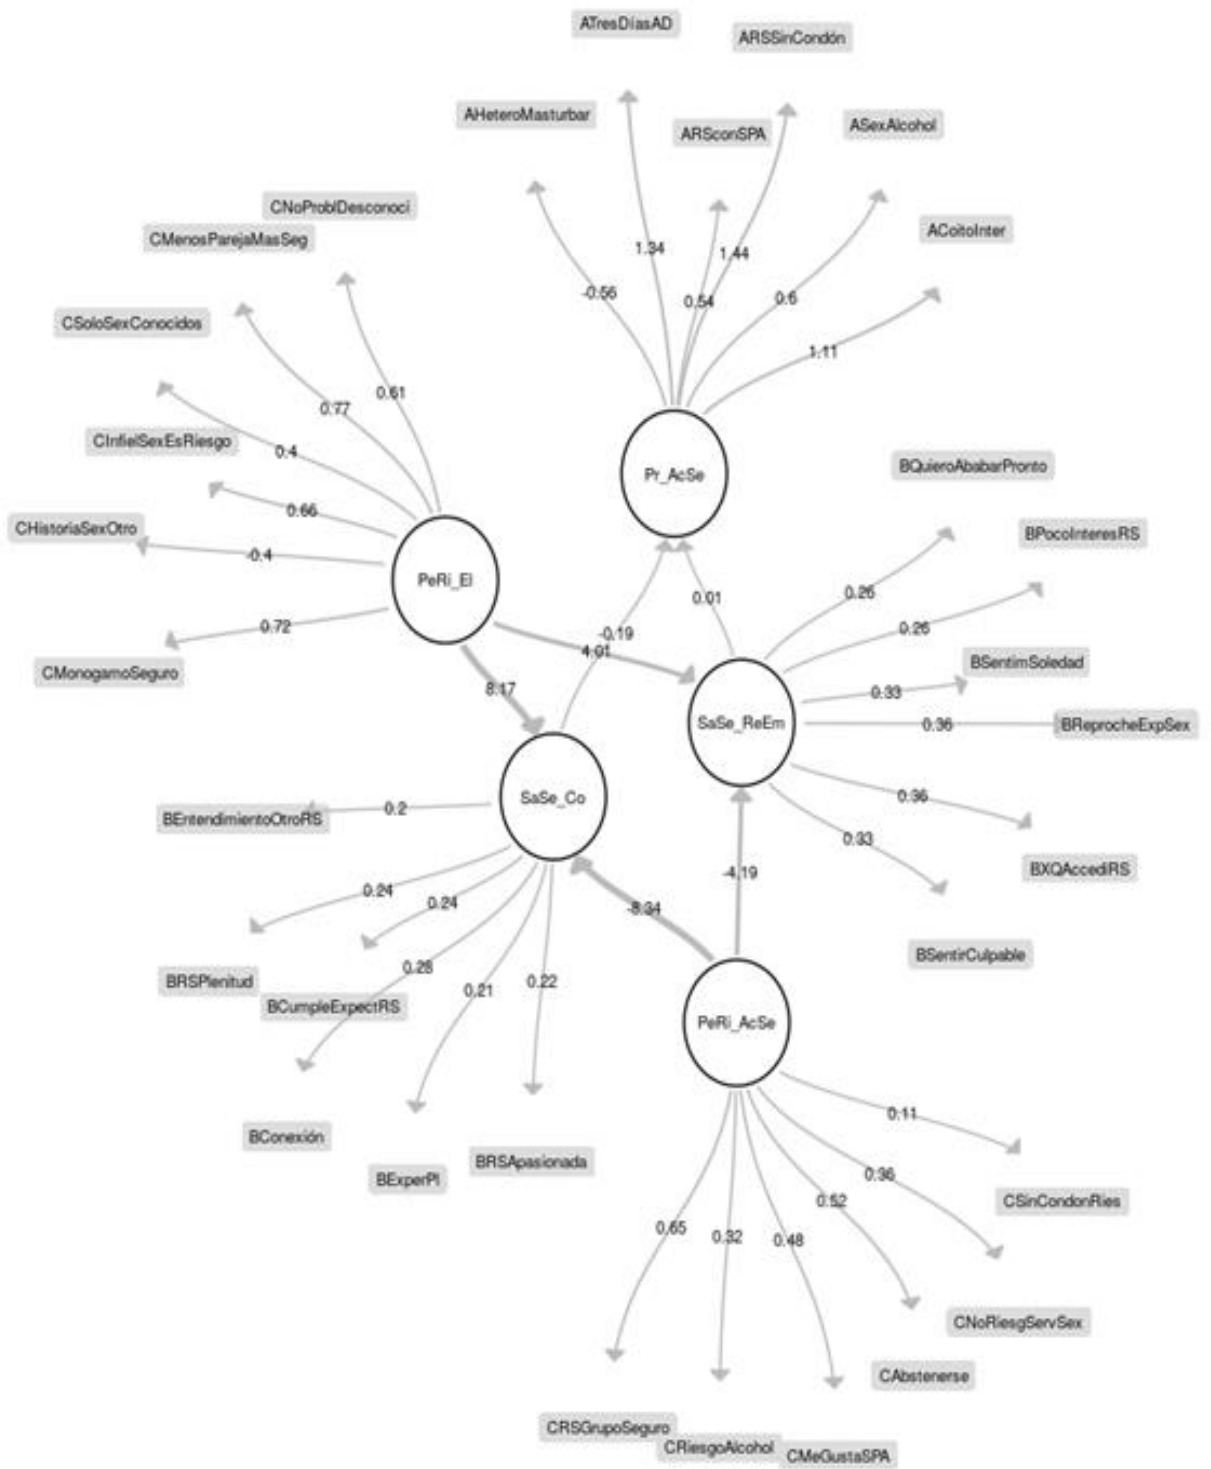 ATresDíasAD
ARSSinCondón
AHeteroMasturbar
ARSconSPA
ASexAlcohol
CNoProblDesconoci
CMenosParejaMasSeg
ACoitoInter
1.34
1.44
-0.56
0.54
0.6
CSoloSexConocidos
1.11
0.61
0.77
CInfielSexEsRiesgo
0.4
Pr_AcSe
BQuieroAbabarPronto
0.66
CHistoriaSexOtro
BPocoInteresRS
-0.4
PeRi_El
0.26
0.01
0.72
0.26
-0.19
4.01
CMonogamoSeguro
BSentimSoledad
8.17
0.33
SaSe_ReEm
0.36
BReprocheExpSex
SaSe_Co
0.36
0.2
BEntendimientoOtroRS
0.33
BXQAccediRS
-4.19
0.24
0.24
-8.34
BSentirCulpable
0.28
BRSPlenitud
0.22
0.21
BCumpleExpectRS
PeRi_AcSe
0.11
BConexión
BRSApasionada
BExperPl
0.36
0.52
CSinCondonRies
0.65
0.32
0.48
CNoRiesgServSex
CAbstenerse
CRSGrupoSeguro
CRiesgoAlcohol
CMeGustaSPA